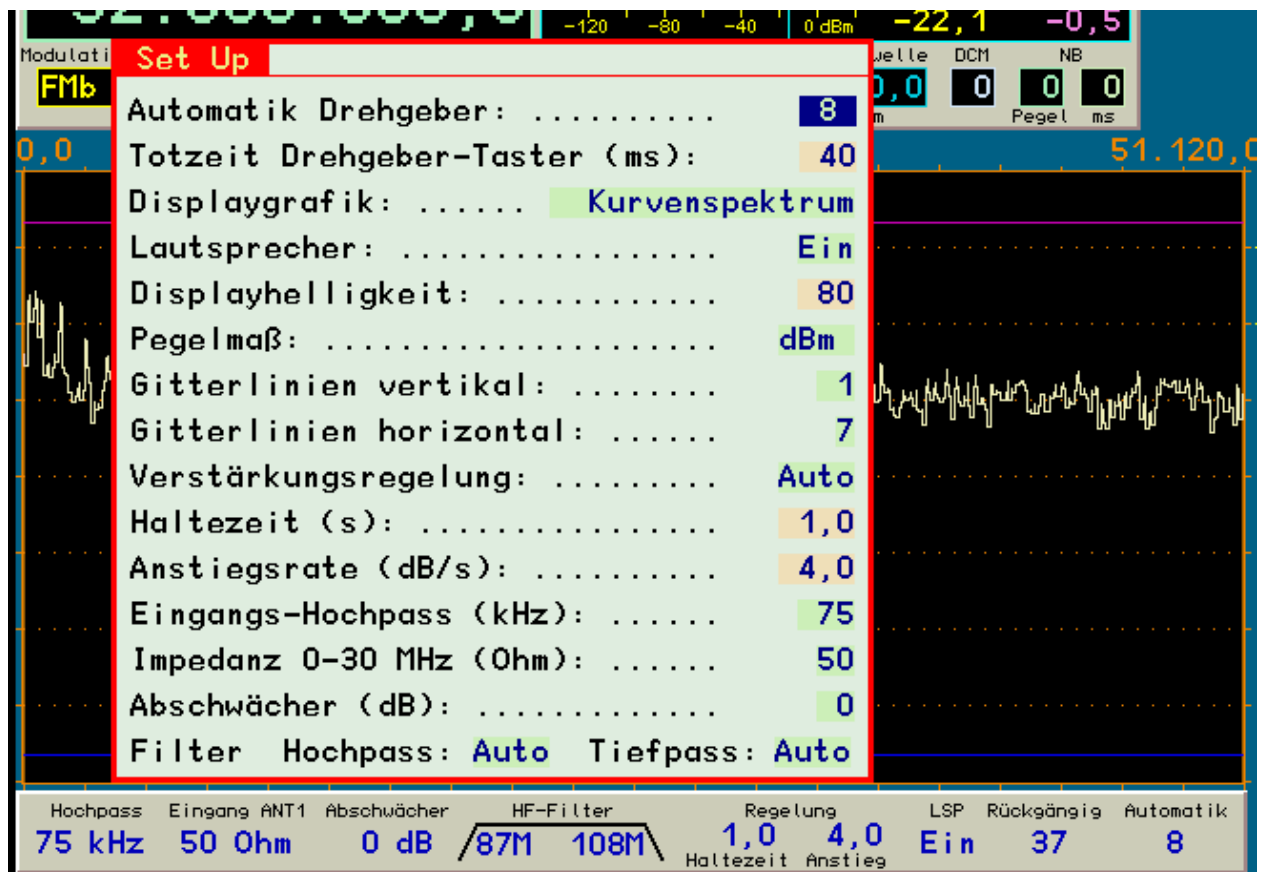 -120 -80 -40 0 dBm -22,1 -0,5
DCM NB
FMb 0 0 0
Pegel ms
0,0 51.120,0
Set Up
Automatik Drehgeber: .......... 8
Totzeit Drehgeber-Taster (ms): 40
Displaygrafik: ...... Kurvenspektrum
Lautsprecher: ................. Ein
Displayhelligkeit: ............ 80
Pegelmaß: ..................... dBm
Gitterlinien vertikal: ........ 1
Gitterlinien horizontal: ...... 7
Verstärkungsregelung: ......... Auto
Haltezeit (s): ................ 1,0
Anstiegsrate (dB/s): .......... 4,0
Eingangs-Hochpass (kHz): ...... 75
Impedanz 0-30 MHz (Ohm): ...... 50
Abschwächer (dB): ............. 0
Filter Hochpass: Auto Tiefpass: Auto
Hochpass Eingang ANT1 Abschwächer HF-Filter Regelung LSP Rückgängig Automatik
75 kHz 50 Ohm 0 dB 87M 108M 1,0 4,0 Ein 37 8
Haltezeit Anstieg